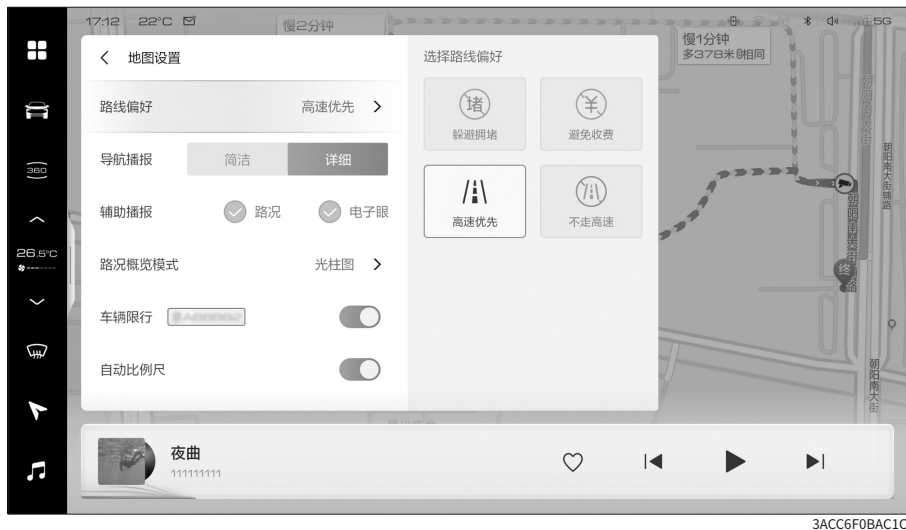 17:12 22°C 5G
慢2分钟
慢1分钟
多378米 相同
地图设置
路线偏好 高速优先
导航播报 简洁 详细
辅助播报 路况 电子眼
路况概览模式 光柱图
车辆限行
自动比例尺
选择路线偏好
堵 躲避拥堵
避免收费
高速优先
不走高速
360
26.5°C
朝阳南大街辅路
终
朝阳南大街
夜曲
111111111
3ACC6F0BAC1C